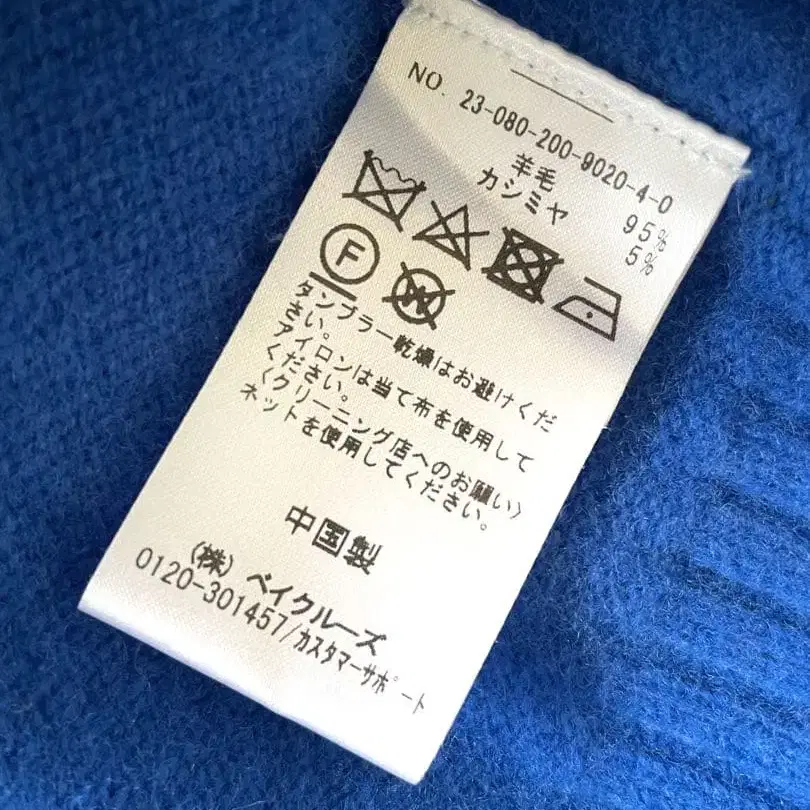 NO. 23-080-200-9020-4-0
羊毛 95%
カシミヤ 5%
F
W
タンブラー乾燥はお避けくだ
さい。
アイロンは当て布を使用して
ください。
〈クリーニング店へのお願い〉
ネットを使用してください。
中国製
(株) ベイクルーズ
0120-301457/カスタマーサポート